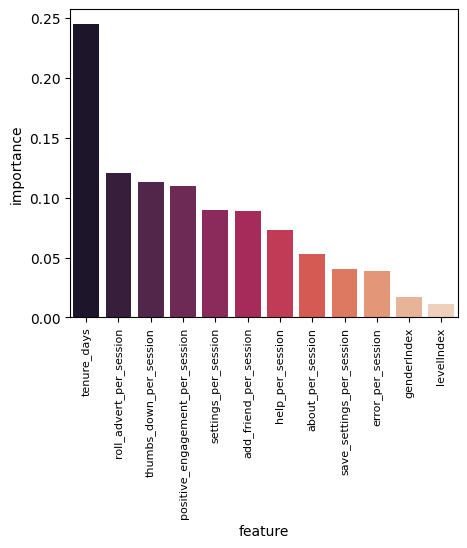 0.25
0.20
0.15
0.10
0.05
0.00
importance
tenure_days
roll_advert_per_session
thumbs_down_per_session
positive_engagement_per_session
settings_per_session
add_friend_per_session
help_per_session
about_per_session
save_settings_per_session
error_per_session
genderIndex
levelIndex
feature